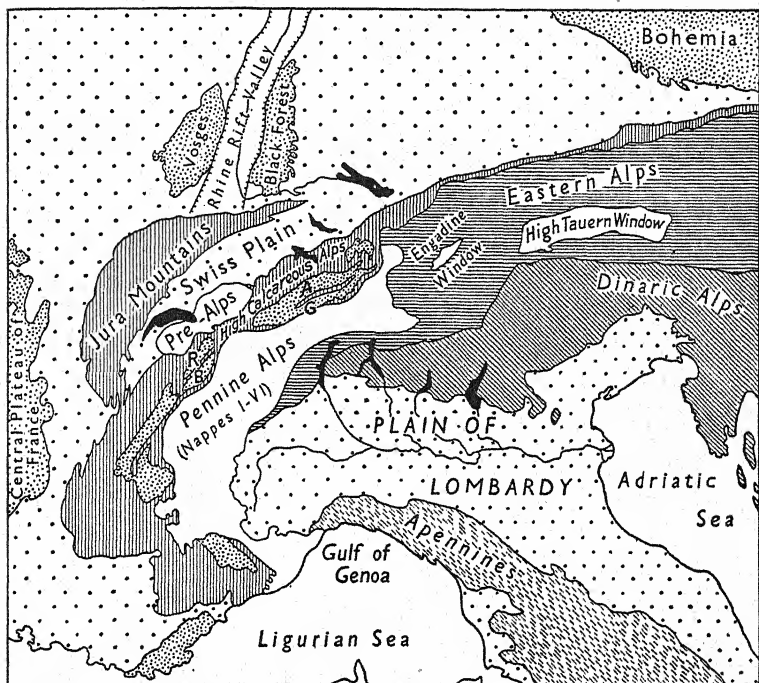 Bohemia
Vosges
Rhine Rift-Valley
Black Forest
Eastern Alps
High Tauern Window
Engadine
Window
Jura Mountains
Swiss Plain
High Calcareous Alps
A
G
Dinaric Alps
Pre-Alps
R
B
Pennine Alps
(Nappes I-VI)
Central Plateau of
France
PLAIN OF
LOMBARDY
Adriatic
Sea
Apennines
Gulf of
Genoa
Ligurian Sea